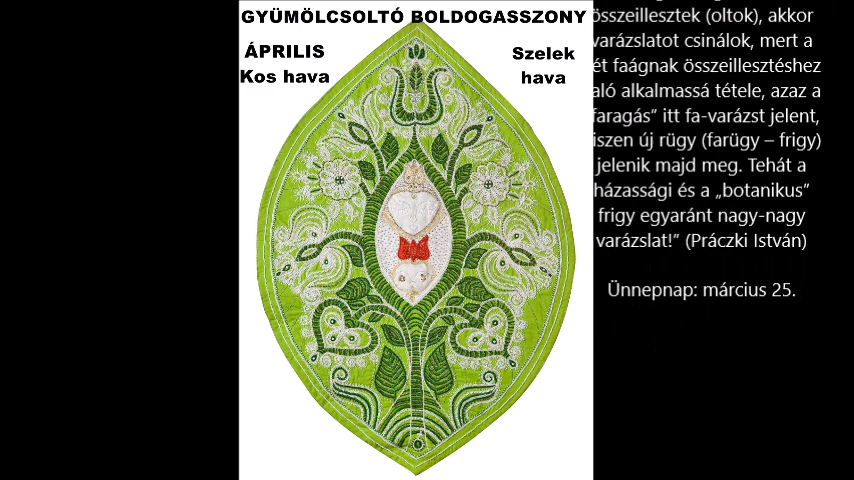 GYÜMÖLCSOLTÓ BOLDOGASSZONY
ÁPRILIS
Kos hava
Szelek
hava
összeillesztek (oltok), akkor
varázslatot csinálok, mert a
ét faágnak összeillesztéshez
aló alkalmassá tétele, azaz a
faragás” itt fa-varázst jelent,
iszen új rügy (farügy – frigy)
jelenik majd meg. Tehát a
házassági és a „botanikus”
frigy egyaránt nagy-nagy
varázslat!” (Práczki István)
Ünnepnap: március 25.